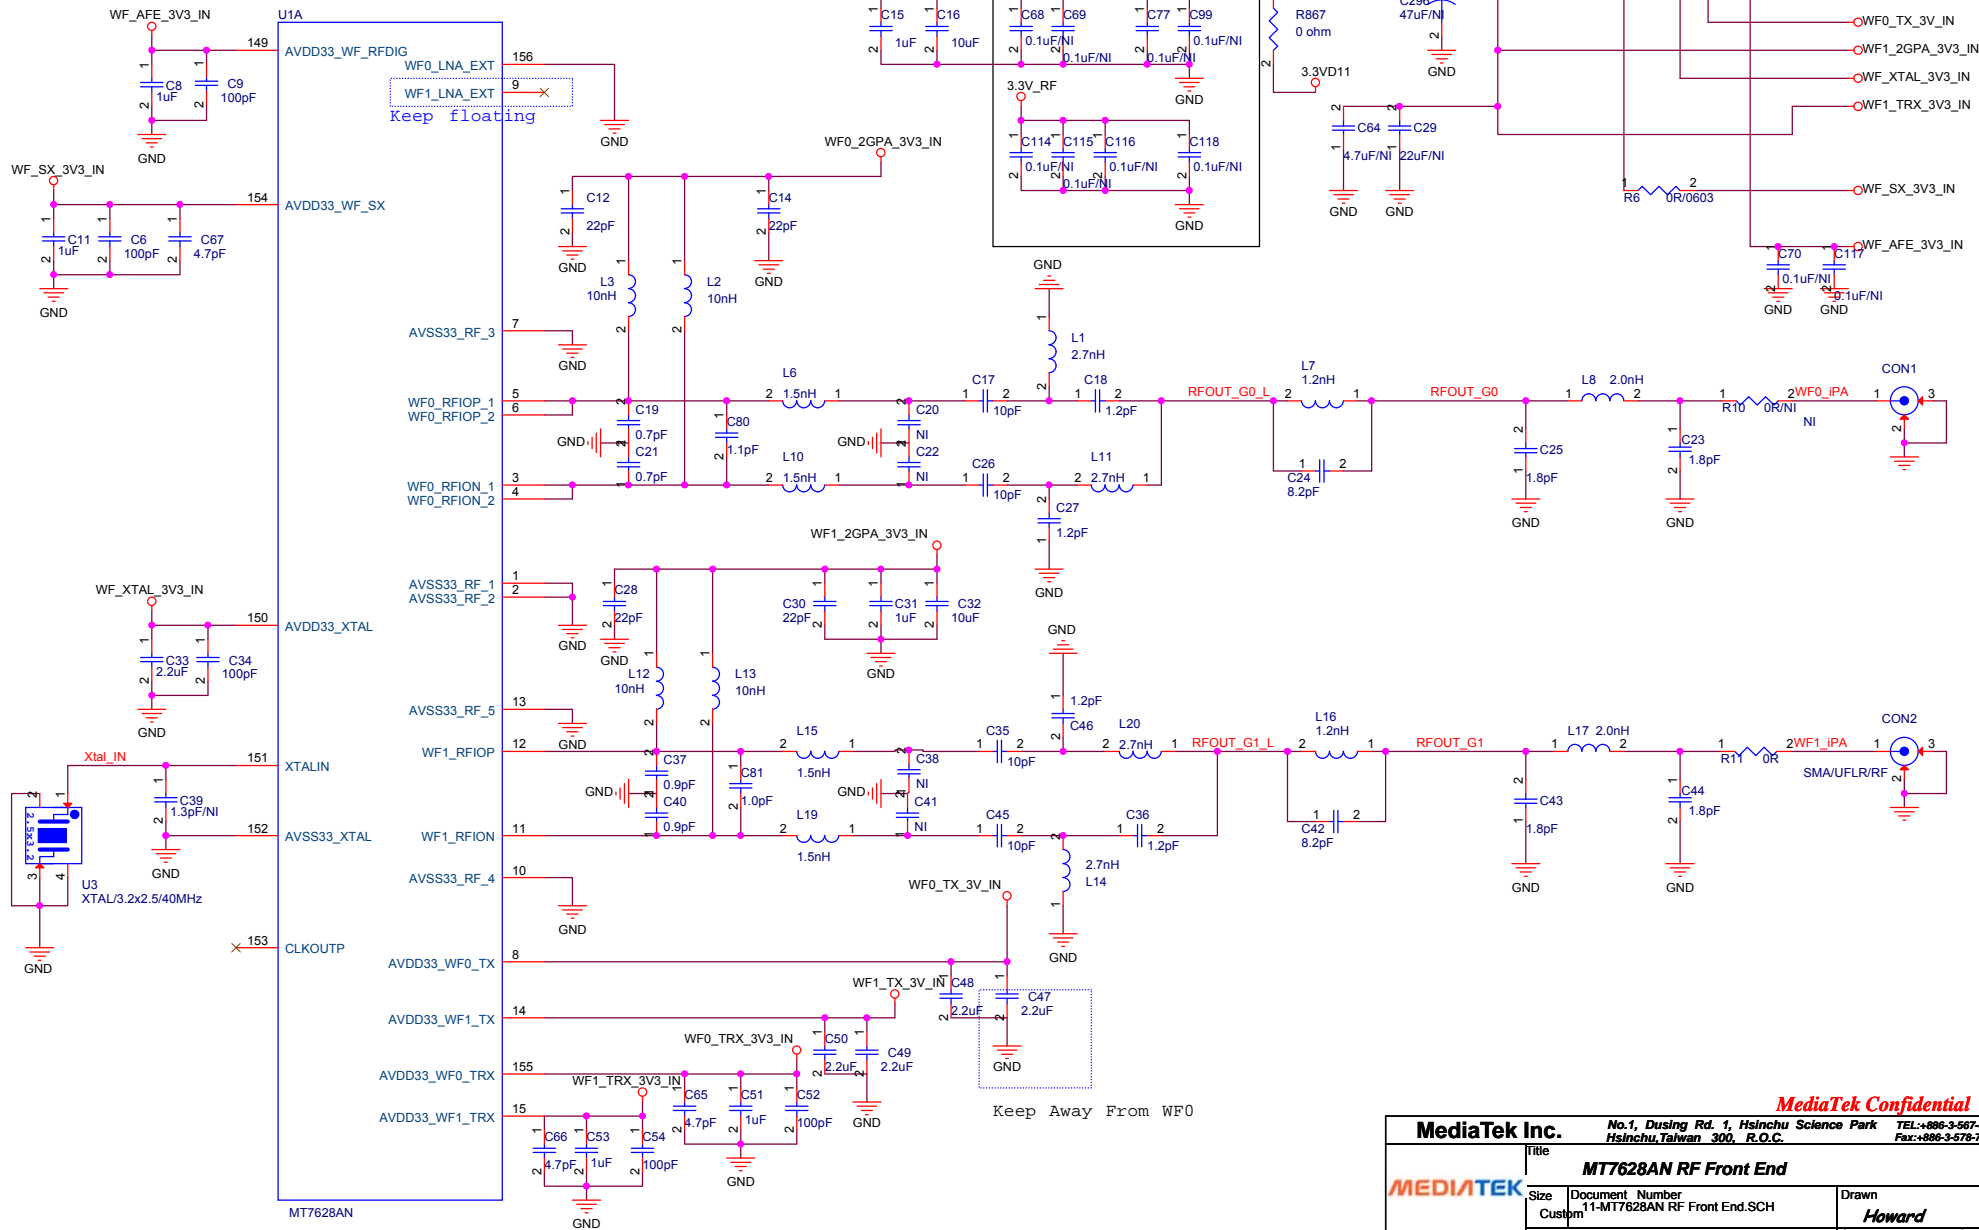 WF_AFE_3V3_IN
U1A
149
AVDD33_WF_RFDIG
C8
1uF
C9
100pF
GND
WF0_LNA_EXT
156
WF1_LNA_EXT
9
Keep floating
GND
WF_SX_3V3_IN
154
AVDD33_WF_SX
C11
1uF
C6
100pF
C67
4.7pF
GND
C15
1uF
C16
10uF
C68
0.1uF/NI
C69
0.1uF/NI
C77
0.1uF/NI
C99
0.1uF/NI
GND
3.3V_RF
C114
0.1uF/NI
C115
0.1uF/NI
C116
0.1uF/NI
C118
0.1uF/NI
GND
R867
0 ohm
3.3VD11
C296
47uF/NI
GND
C64
4.7uF/NI
C29
22uF/NI
GND
GND
WF0_TX_3V_IN
WF1_2GPA_3V3_IN
WF_XTAL_3V3_IN
WF1_TRX_3V3_IN
R6
0R/0603
WF_SX_3V3_IN
WF_AFE_3V3_IN
C70
0.1uF/NI
C117
0.1uF/NI
GND
GND
WF0_2GPA_3V3_IN
C12
22pF
GND
C14
22pF
GND
L3
10nH
L2
10nH
AVSS33_RF_3
7
GND
WF0_RFIOP_1
5
WF0_RFIOP_2
6
WF0_RFION_1
3
WF0_RFION_2
4
C19
0.7pF
GND
C21
0.7pF
C80
1.1pF
L6
1.5nH
L10
1.5nH
C20
NI
GND
C22
NI
C17
10pF
C26
10pF
GND
L1
2.7nH
C18
1.2pF
L11
2.7nH
C27
1.2pF
GND
RFOUT_G0_L
L7
1.2nH
C24
8.2pF
RFOUT_G0
C25
1.8pF
GND
L8 2.0nH
C23
1.8pF
GND
R10
0R/NI
NI
WF0_iPA
CON1
WF1_2GPA_3V3_IN
AVSS33_RF_1
1
AVSS33_RF_2
2
GND
C28
22pF
GND
C30
22pF
C31
1uF
C32
10uF
GND
WF_XTAL_3V3_IN
150
AVDD33_XTAL
C33
2.2uF
C34
100pF
GND
L12
10nH
L13
10nH
AVSS33_RF_5
13
GND
WF1_RFIOP
12
WF1_RFION
11
C37
0.9pF
GND
C40
0.9pF
C81
1.0pF
L15
1.5nH
L19
1.5nH
C38
NI
GND
C41
NI
C35
10pF
C45
10pF
GND
1.2pF
C46
L20
2.7nH
C36
1.2pF
2.7nH
L14
GND
RFOUT_G1_L
L16
1.2nH
C42
8.2pF
RFOUT_G1
C43
1.8pF
GND
L17 2.0nH
C44
1.8pF
GND
R11
0R
WF1_iPA
SMA/UFLR/RF
CON2
Xtal_IN
151
XTALIN
C39
1.3pF/NI
152
AVSS33_XTAL
GND
2.5x3.2
U3
XTAL/3.2x2.5/40MHz
GND
153
CLKOUTP
AVSS33_RF_4
10
GND
WF0_TX_3V_IN
AVDD33_WF0_TX
8
C48
2.2uF
C47
2.2uF
GND
Keep Away From WF0
WF1_TX_3V_IN
AVDD33_WF1_TX
14
C50
2.2uF
C49
2.2uF
GND
WF0_TRX_3V3_IN
AVDD33_WF0_TRX
155
C65
4.7pF
C51
1uF
C52
100pF
GND
WF1_TRX_3V3_IN
AVDD33_WF1_TRX
15
C66
4.7pF
C53
1uF
C54
100pF
GND
MT7628AN
MediaTek Confidential
MediaTek Inc.
No.1, Dusing Rd. 1, Hsinchu Science Park
Hsinchu,Taiwan 300, R.O.C.
TEL:+886-3-567-
Fax:+886-3-578-7
MEDIATEK
Title
MT7628AN RF Front End
Size
Custom
Document Number
11-MT7628AN RF Front End.SCH
Drawn
Howard